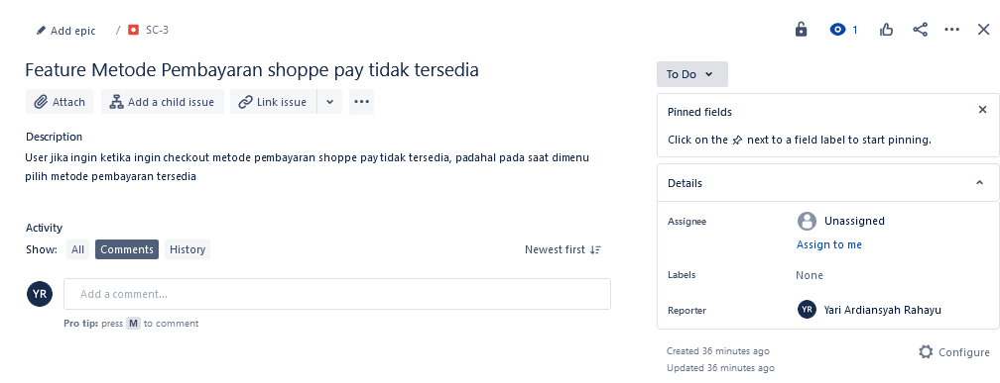 Add epic / SC-3
1
Feature Metode Pembayaran shoppe pay tidak tersedia
Attach
Add a child issue
Link issue
Description
User jika ingin ketika ingin checkout metode pembayaran shoppe pay tidak tersedia, padahal pada saat dimenu
pilih metode pembayaran tersedia
Activity
Show: All Comments History
Newest first
YR
Add a comment...
Pro tip: press M to comment
To Do
Pinned fields
Click on the next to a field label to start pinning.
Details
Assignee
Unassigned
Assign to me
Labels
None
Reporter
YR Yari Ardiansyah Rahayu
Created 36 minutes ago
Updated 36 minutes ago
Configure